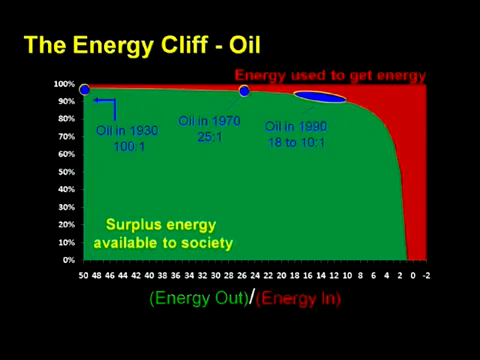 The Energy Cliff - Oil
Energy used to get energy
100%
90%
80%
70%
60%
50%
40%
30%
20%
10%
0%
Oil in 1930
100:1
Oil in 1970
25:1
Oil in 1990
18 to 10:1
Surplus energy
available to society
50 48 46 44 42 40 38 36 34 32 30 28 26 24 22 20 18 16 14 12 10 8 6 4 2 0 -2
(Energy Out)/(Energy In)